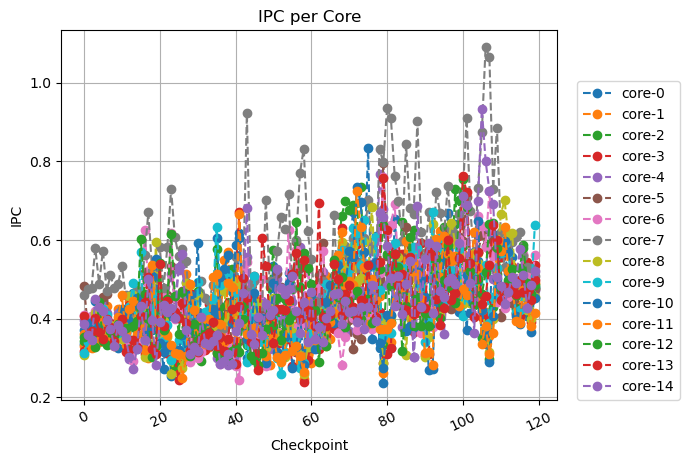 IPC per Core
IPC
1.0
0.8
0.6
0.4
0.2
0
20
40
60
80
100
120
Checkpoint
core-0
core-1
core-2
core-3
core-4
core-5
core-6
core-7
core-8
core-9
core-10
core-11
core-12
core-13
core-14